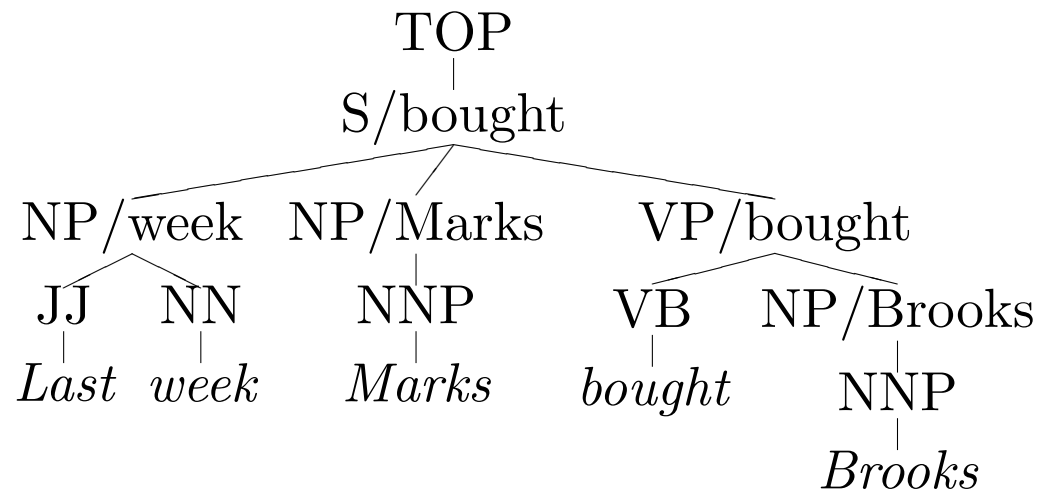 TOP
S/bought
NP/week NP/Marks VP/bought
JJ NN NNP VB NP/Brooks
Last week Marks bought NNP
Brooks